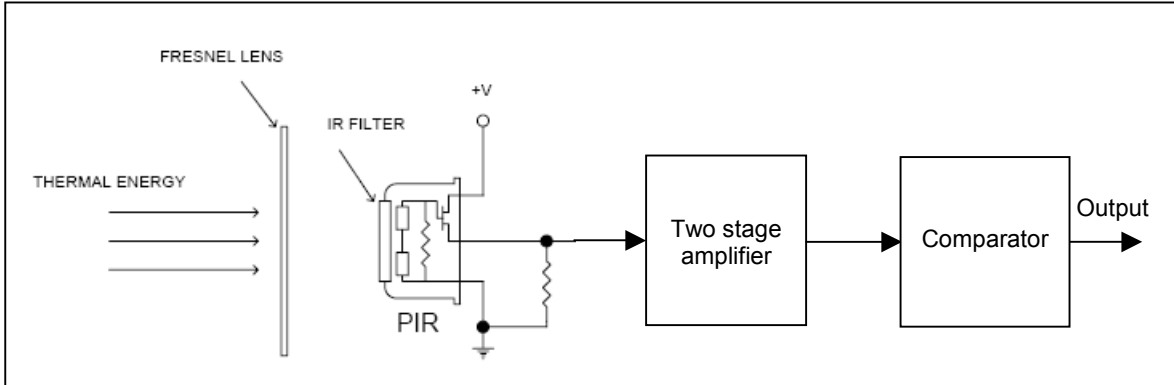 FRESNEL LENS
+V
IR FILTER
THERMAL ENERGY
PIR
Two stage
amplifier
Comparator
Output